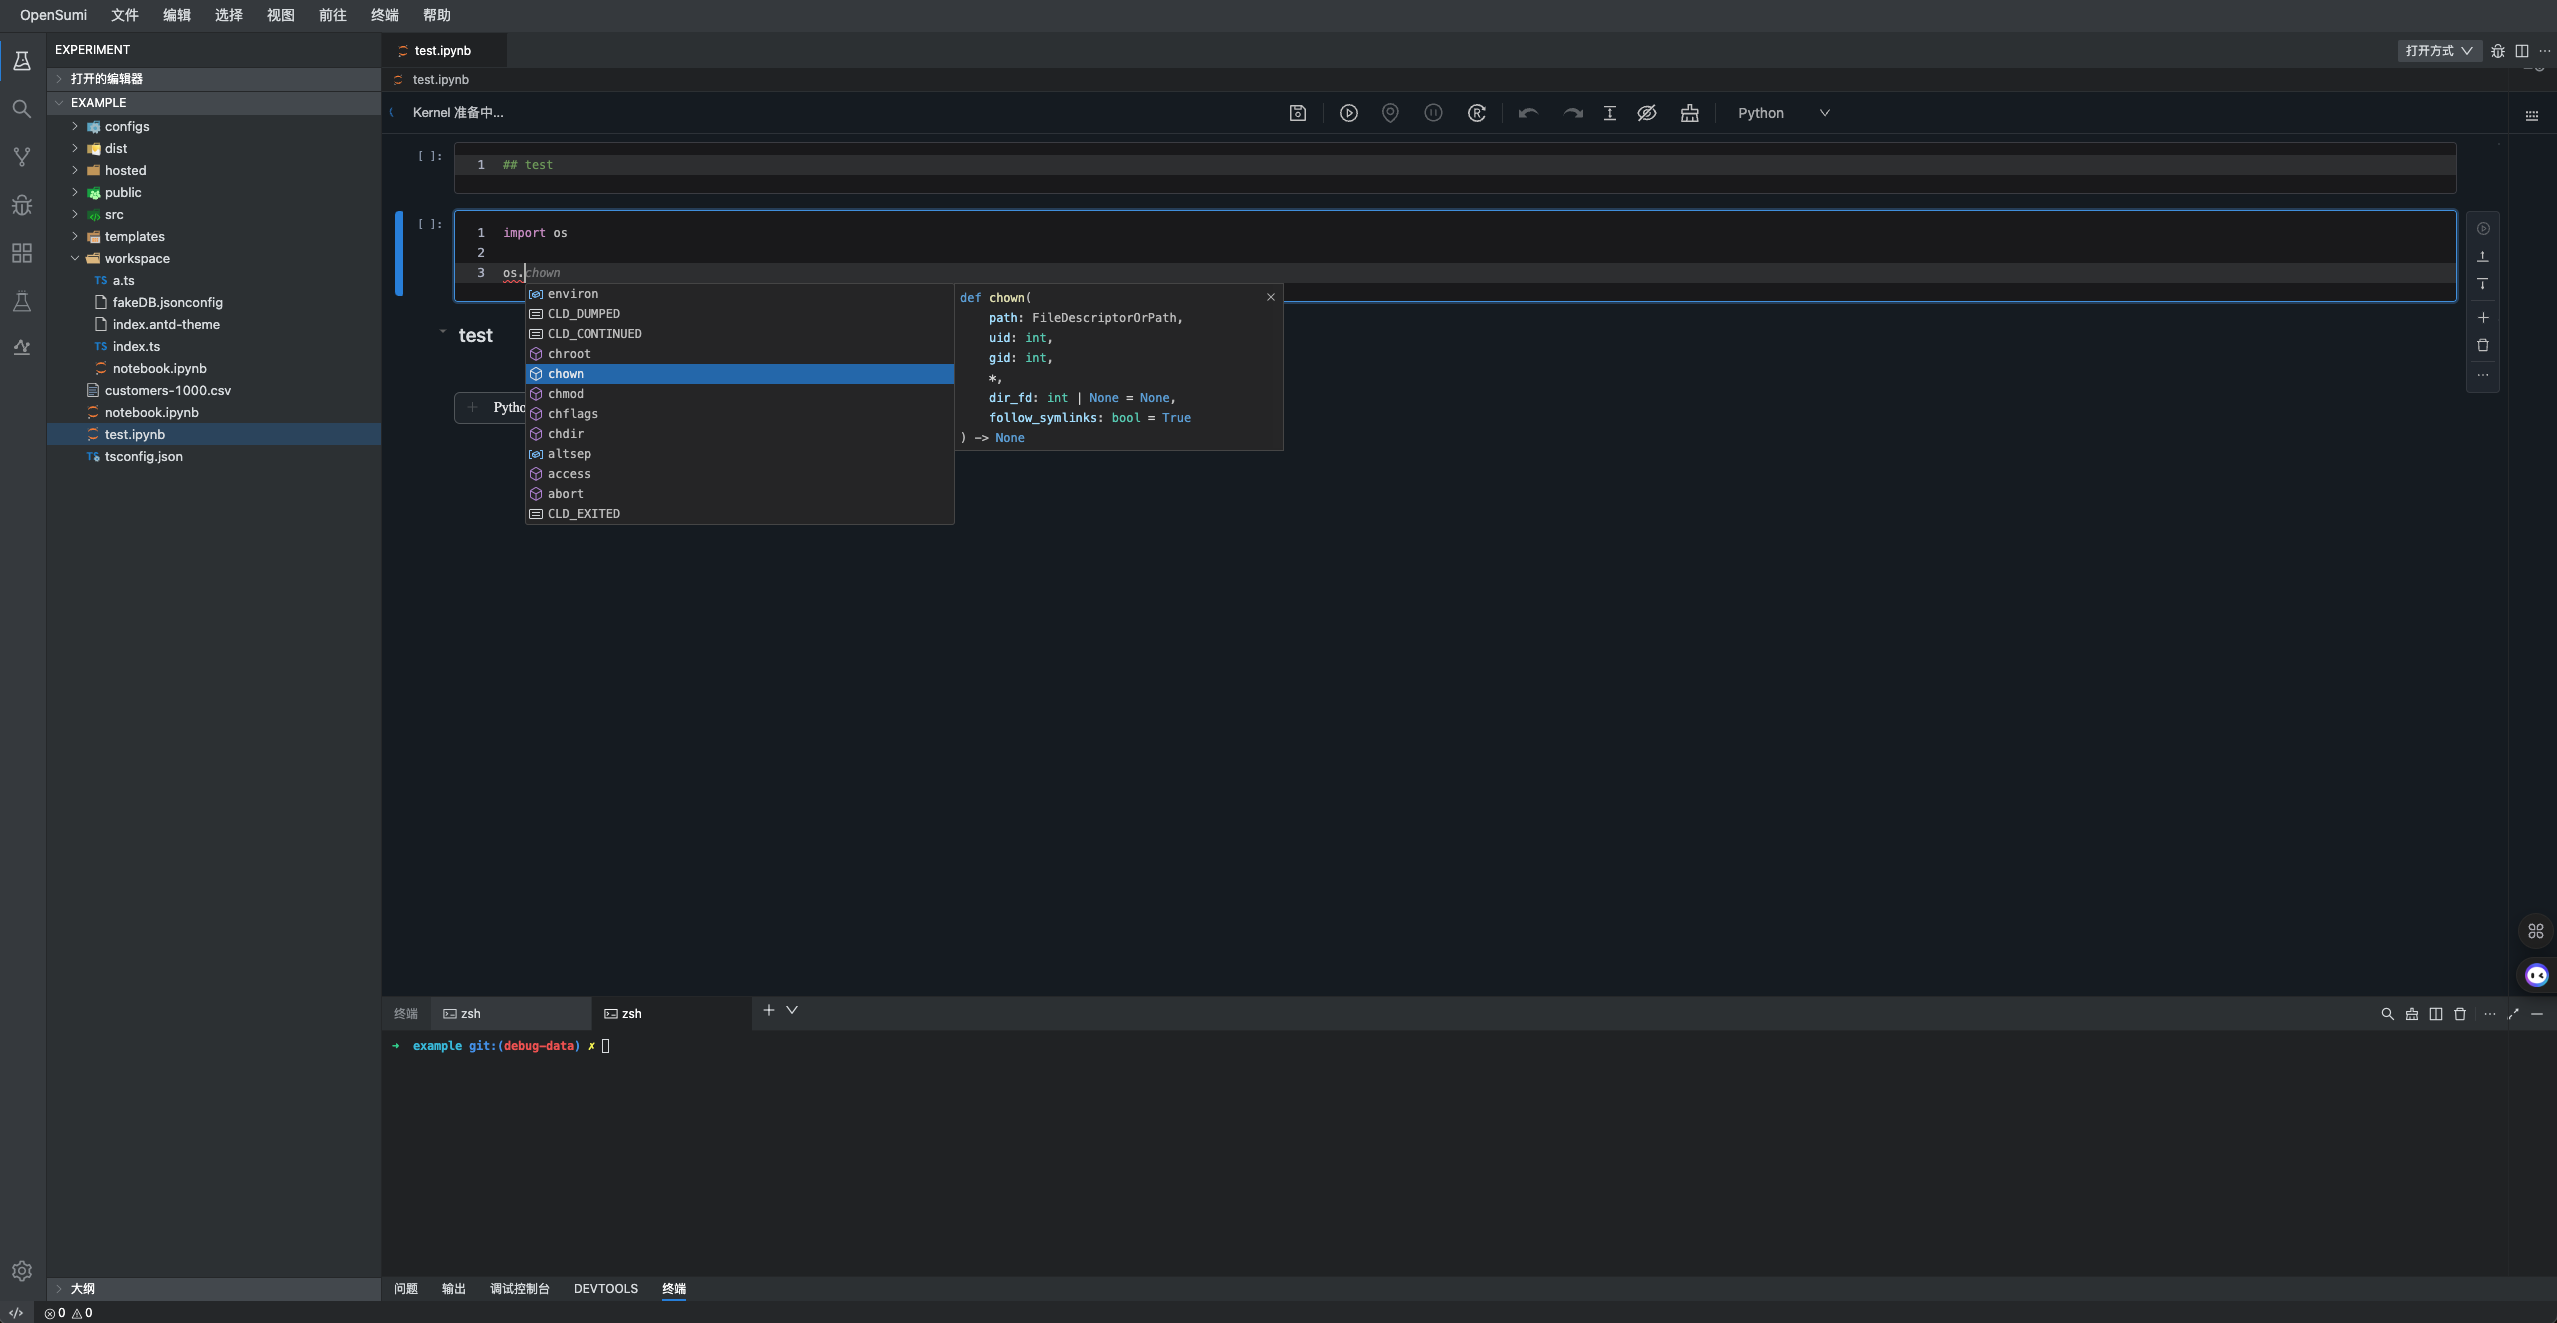 OpenSumi 文件 编辑 选择 视图 前往 终端 帮助
EXPERIMENT
打开的编辑器
EXAMPLE
configs
dist
hosted
public
src
templates
workspace
TS a.ts
fakeDB.jsonconfig
index.antd-theme
TS index.ts
notebook.ipynb
customers-1000.csv
notebook.ipynb
test.ipynb
TS tsconfig.json
大纲
test.ipynb
打开方式
test.ipynb
Kernel 准备中...
Python
[ ]:
1 ## test
[ ]:
1 import os
2
3 os.chown
environ
CLD_DUMPED
CLD_CONTINUED
chroot
chown
chmod
chflags
chdir
altsep
access
abort
CLD_EXITED
def chown(
path: FileDescriptorOrPath,
uid: int,
gid: int,
*,
dir_fd: int | None = None,
follow_symlinks: bool = True
) -> None
test
+ Pytho
终端 zsh zsh
➜ example git:(debug-data) ✗
问题 输出 调试控制台 DEVTOOLS 终端
0 0